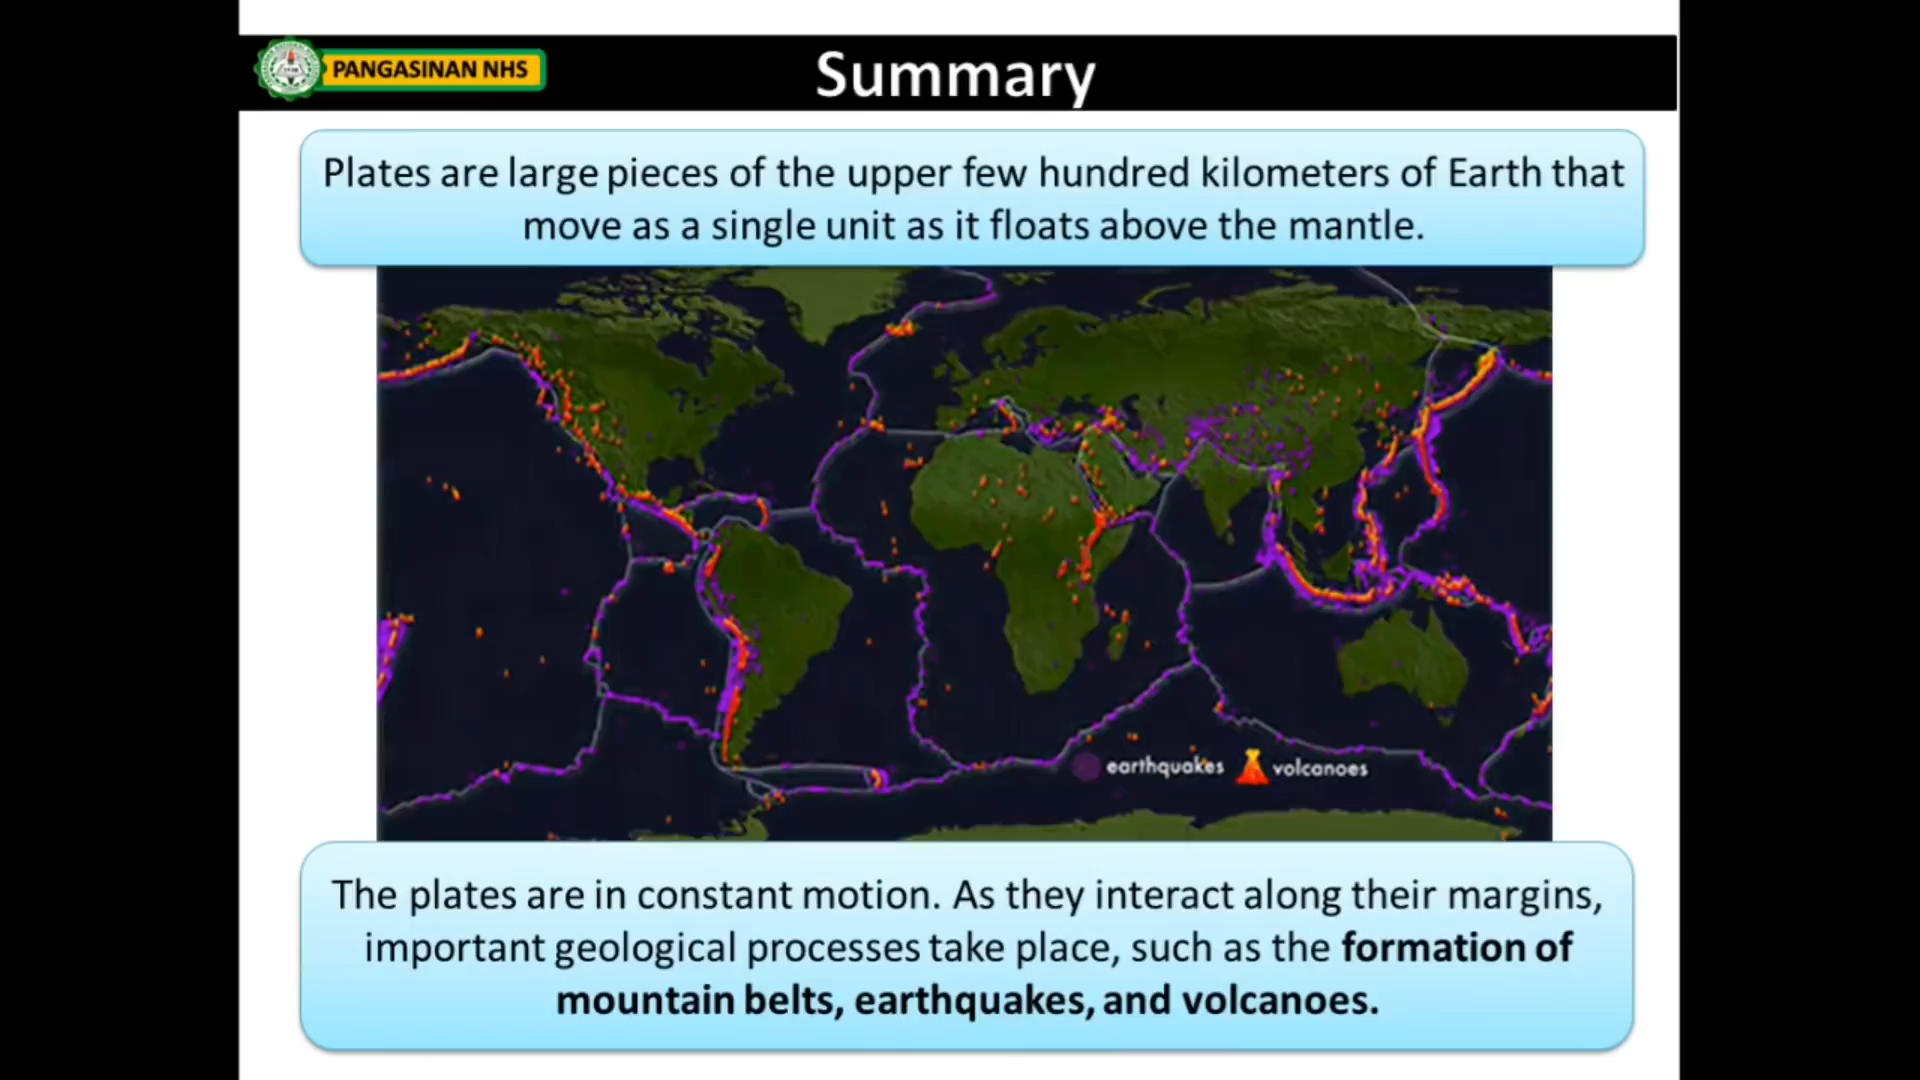 PANGASINAN NHS
Summary
Plates are large pieces of the upper few hundred kilometers of Earth that
move as a single unit as it floats above the mantle.
earthquakes volcanoes
The plates are in constant motion. As they interact along their margins,
important geological processes take place, such as the formation of
mountain belts, earthquakes, and volcanoes.